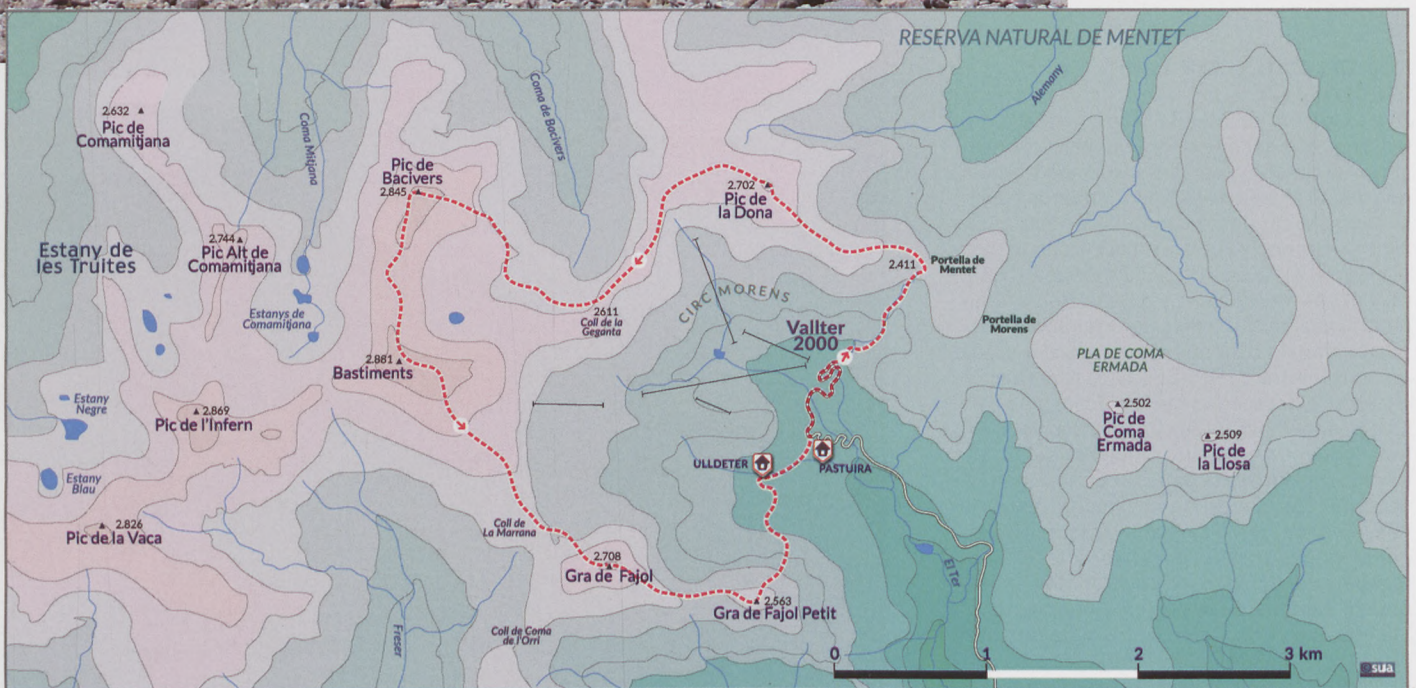 RESERVA NATURAL DE MENTET
Alemany
2.632
Pic de
Comamitjana
Coma Mitjana
Coma de Bacivers
Pic de
Bacivers
2.845
2.702
Pic de
la Dona
Estany de
les Truites
2.744
Pic Alt de
Comamitjana
Estanys de
Comamitjana
2611
Coll de la
Geganta
CIRC MORENS
2.411
Portella de
Mentet
Portella de
Morens
Vallter
2000
PLA DE COMA
ERMADA
2.881
Bastiments
Estany
Negre
2.869
Pic de l'Infern
2.502
Pic de
Coma
Ermada
2.509
Pic de
la Llosa
Estany
Blau
ULLDETER
PASTUIRA
2.826
Pic de la Vaca
Coll de
La Marrana
2.708
Gra de Fajol
2.563
Gra de Fajol Petit
El Ter
Freser
Coll de Coma
de l'Orri
0 1 2 3 km
sua